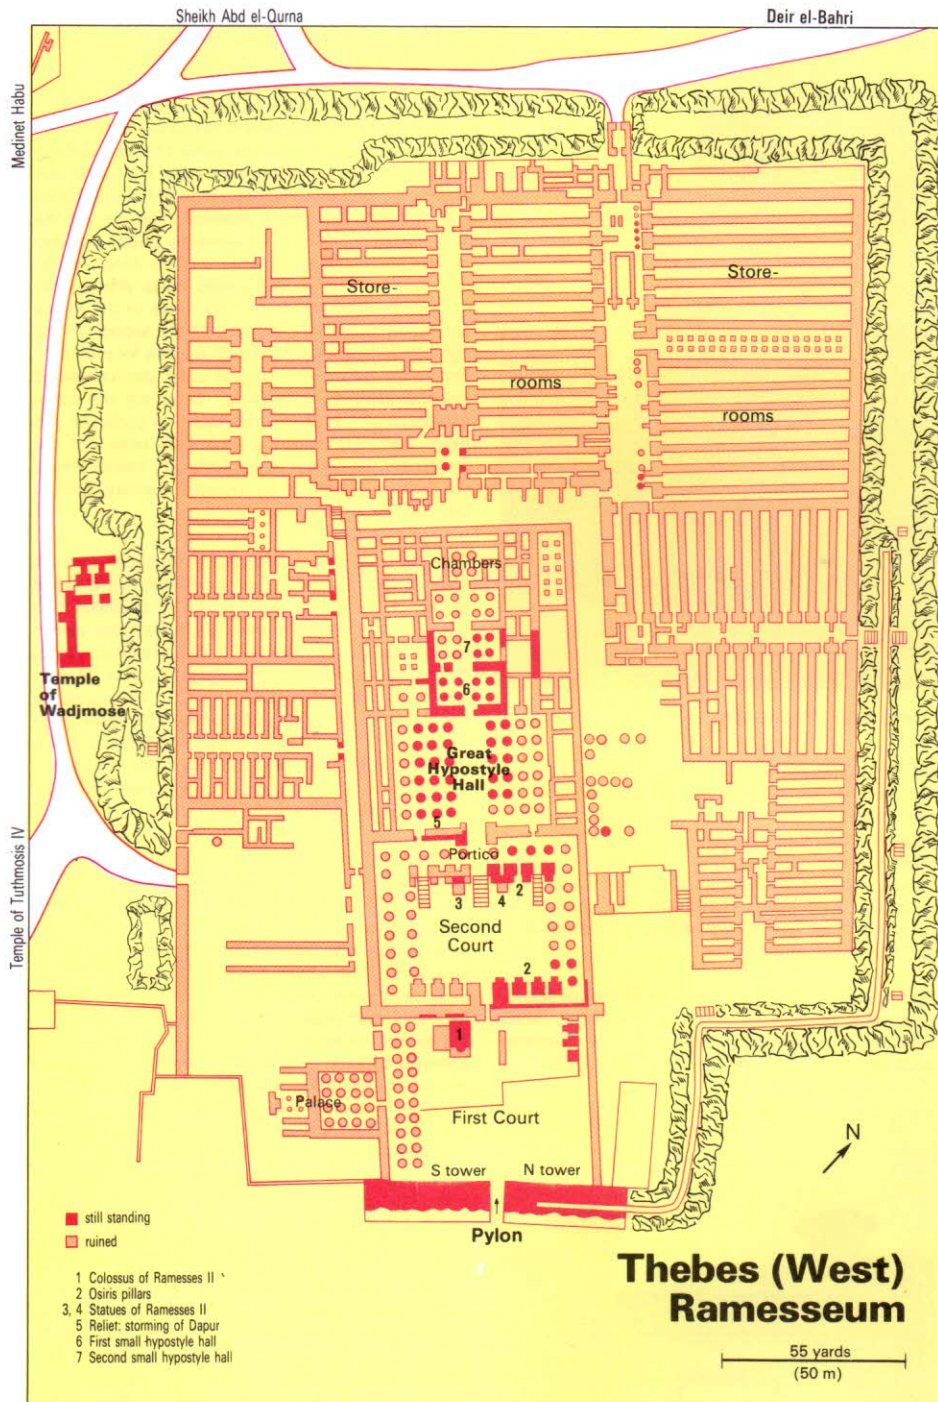 Sheikh Abd el-Qurna
Deir el-Bahri
Medinet Habu
Store-
Store-
rooms
rooms
Chambers
7
6
Temple
of
Wadjmose
Great
Hypostyle
Hall
5
Portico
2
3
4
Temple of Tuthmosis IV
Second
Court
2
1
Palace
First Court
N
S tower
N tower
Pylon
still standing
ruined
1 Colossus of Ramesses II
2 Osiris pillars
3, 4 Statues of Ramesses II
5 Relief: storming of Dapur
6 First small hypostyle hall
7 Second small hypostyle hall
Thebes (West)
Ramesseum
55 yards
(50 m)